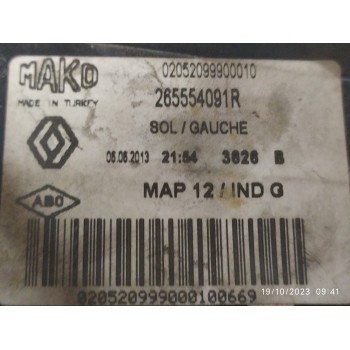 MAKO
MADE IN TURKEY
02052099900010
265554091R
SOL / GAUCHE
06.06.2013 21:54 3626 B
ABO
MAP 12 / IND G
020520999000100669
19/10/2023 09:41